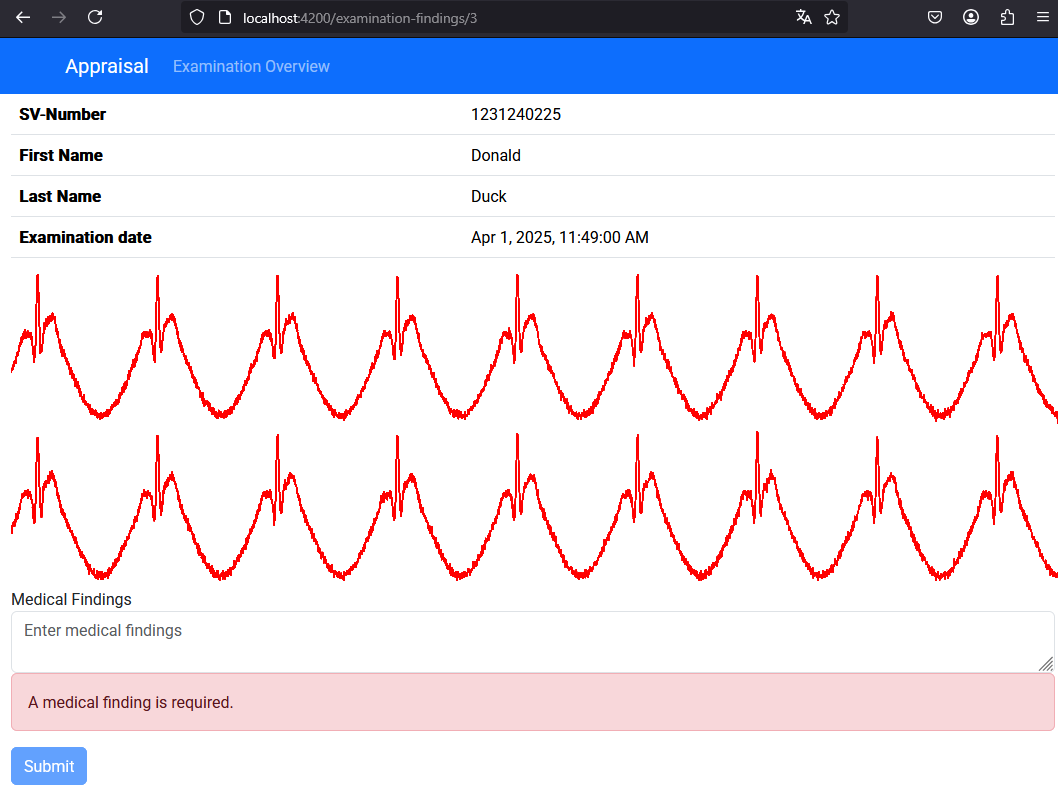 localhost:4200/examination-findings/3
Appraisal Examination Overview
SV-Number 1231240225
First Name Donald
Last Name Duck
Examination date Apr 1, 2025, 11:49:00 AM
Medical Findings
Enter medical findings
A medical finding is required.
Submit